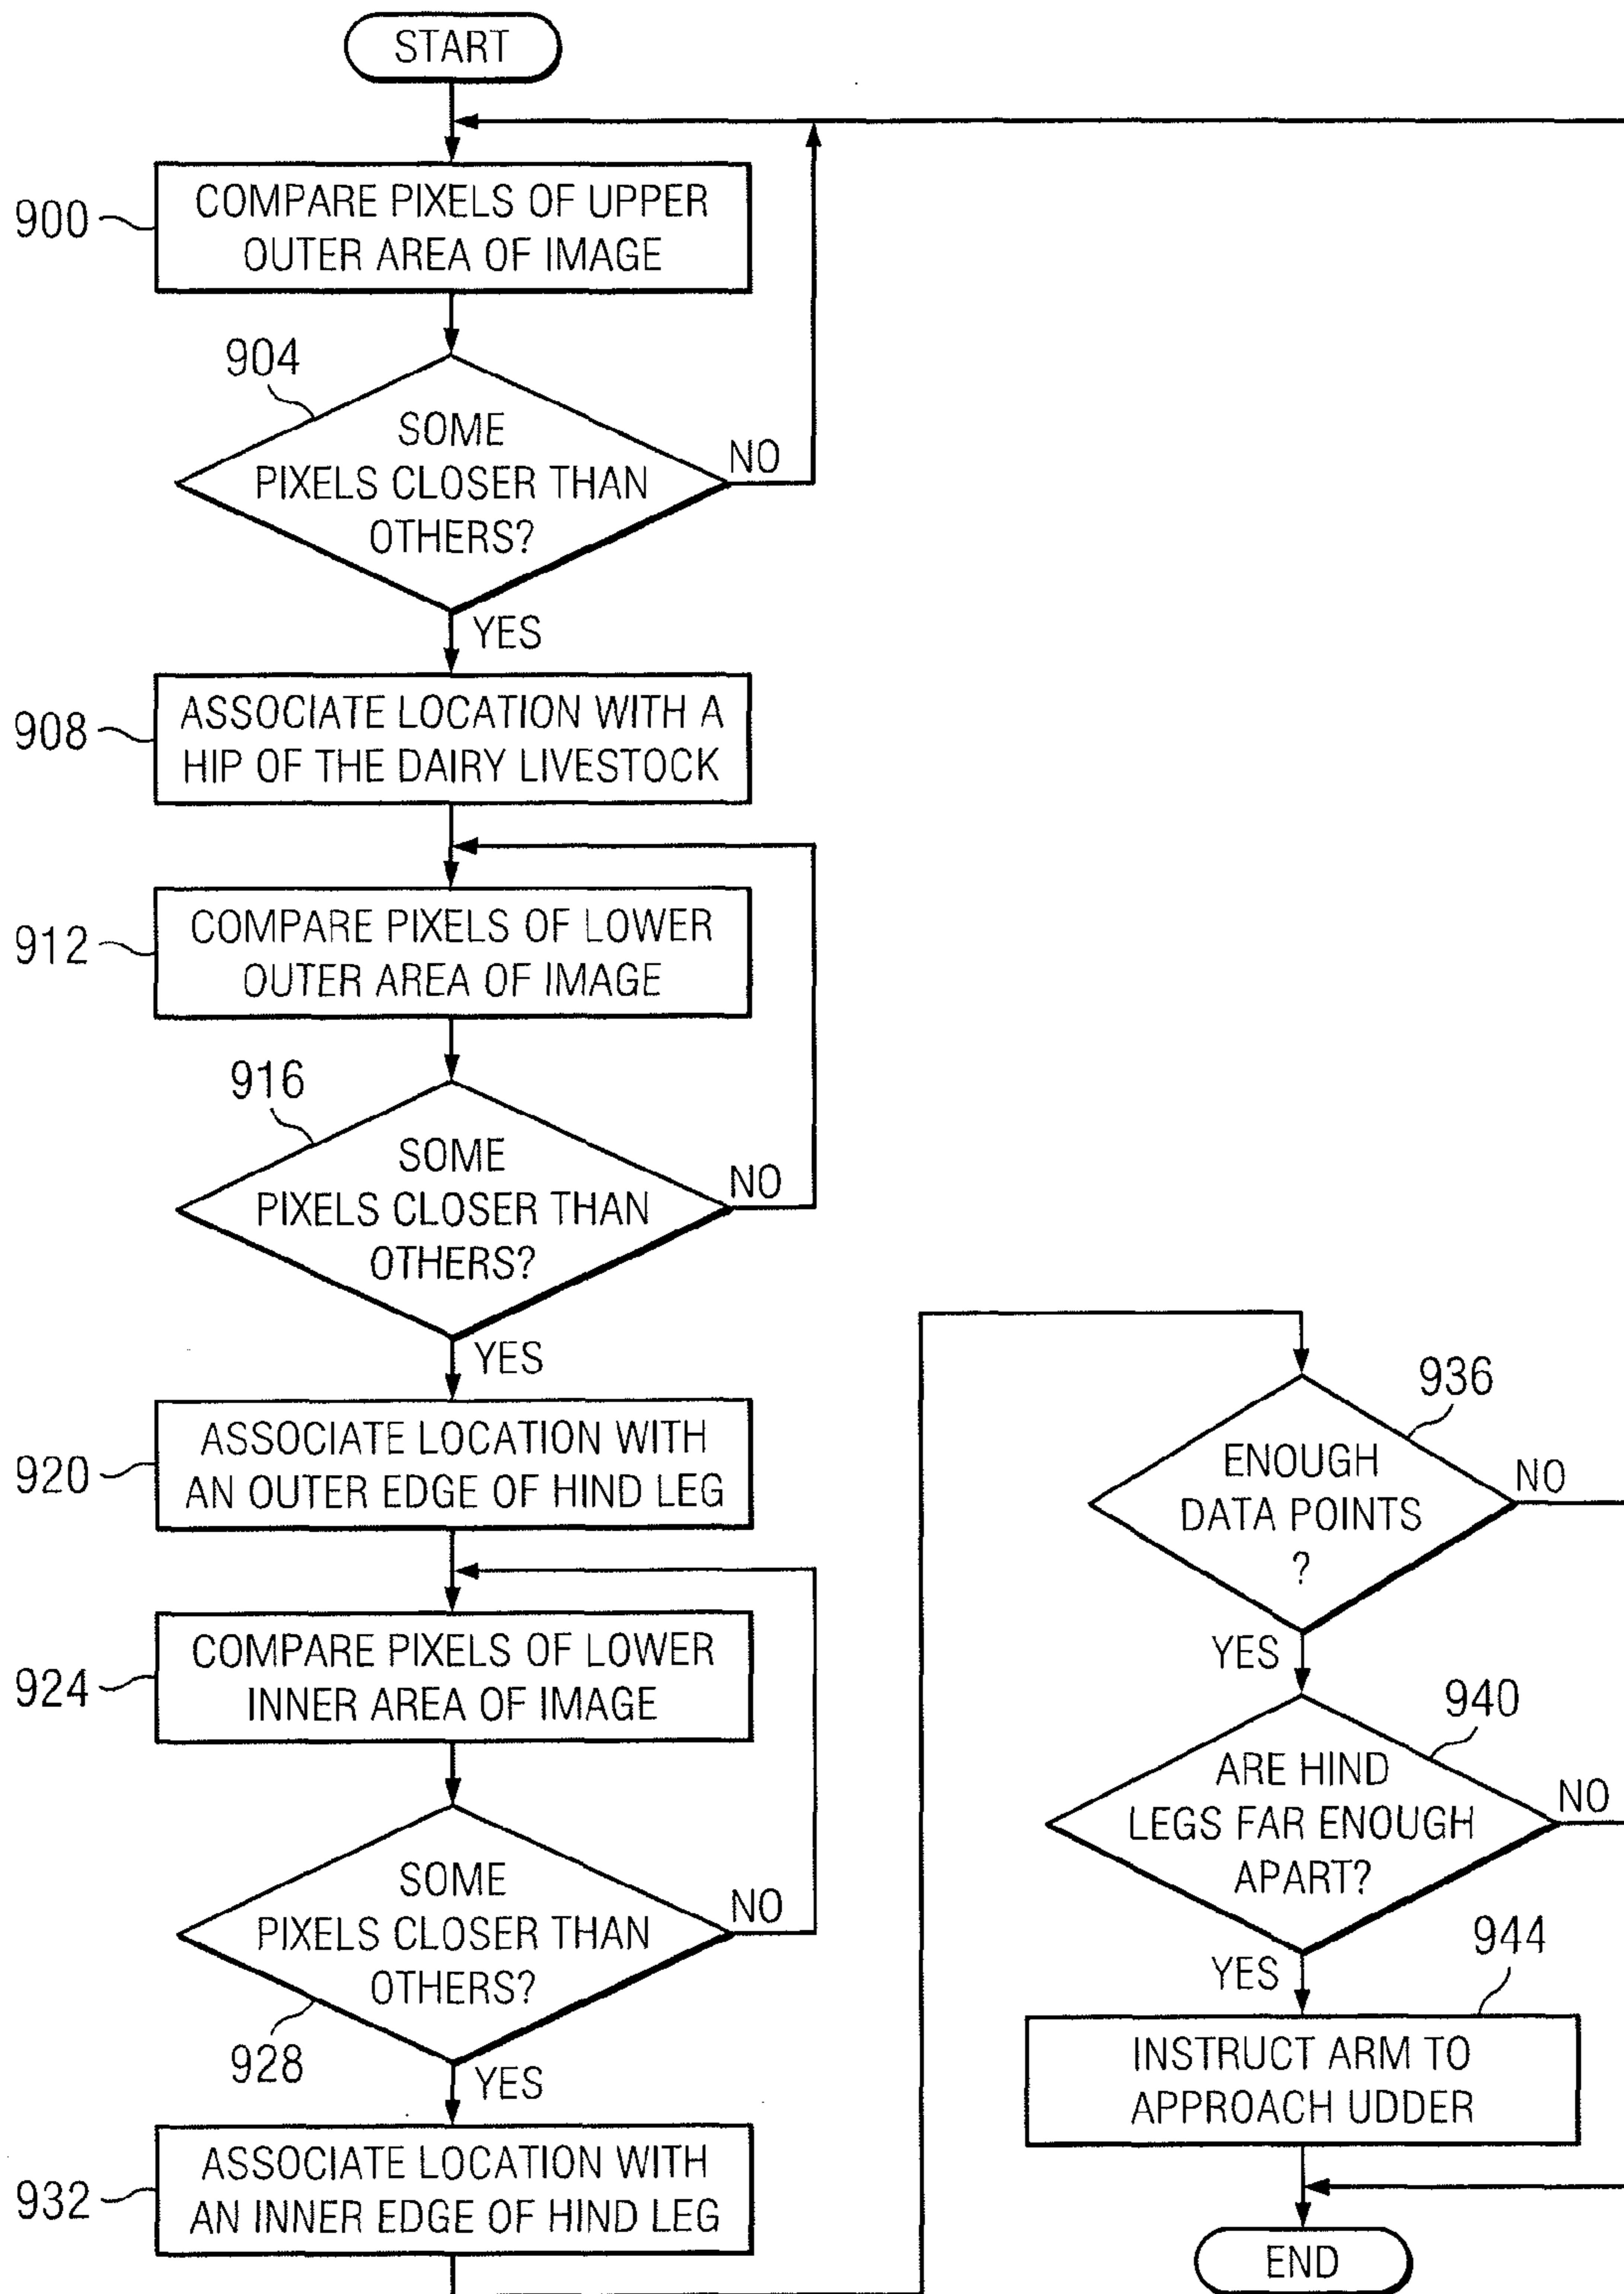 START
900
COMPARE PIXELS OF UPPER
OUTER AREA OF IMAGE
904
SOME
PIXELS CLOSER THAN
OTHERS?
NO
YES
908
ASSOCIATE LOCATION WITH A
HIP OF THE DAIRY LIVESTOCK
912
COMPARE PIXELS OF LOWER
OUTER AREA OF IMAGE
916
SOME
PIXELS CLOSER THAN
OTHERS?
NO
YES
920
ASSOCIATE LOCATION WITH
AN OUTER EDGE OF HIND LEG
924
COMPARE PIXELS OF LOWER
INNER AREA OF IMAGE
SOME
PIXELS CLOSER THAN
OTHERS?
NO
928
YES
932
ASSOCIATE LOCATION WITH
AN INNER EDGE OF HIND LEG
936
ENOUGH
DATA POINTS
?
NO
YES
940
ARE HIND
LEGS FAR ENOUGH
APART?
NO
YES
944
INSTRUCT ARM TO
APPROACH UDDER
END